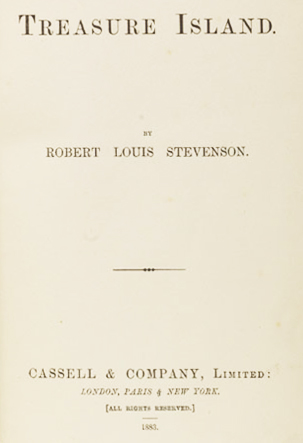 TREASURE ISLAND.
BY
ROBERT LOUIS STEVENSON.
CASSELL & COMPANY, LIMITED:
LONDON, PARIS & NEW YORK.
[ALL RIGHTS RESERVED.]
1883.